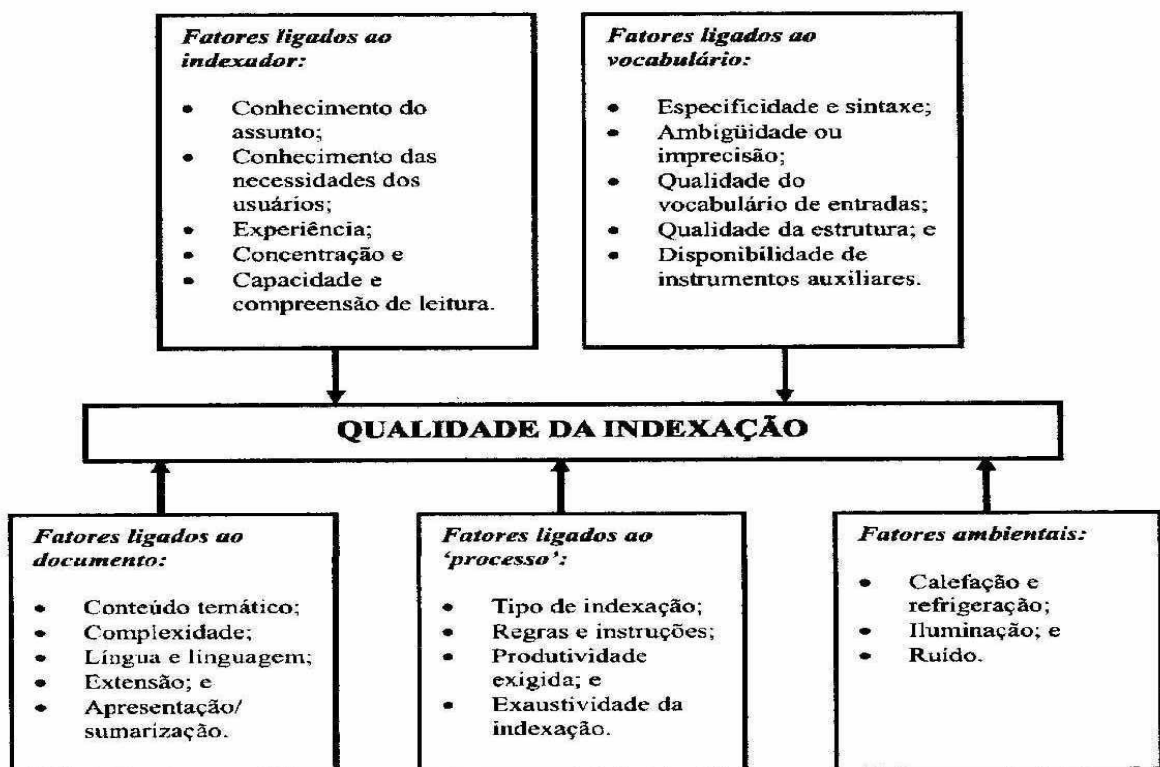 Fatores ligados ao
indexador:
• Conhecimento do
assunto;
• Conhecimento das
necessidades dos
usuários;
• Experiência;
• Concentração e
• Capacidade e
compreensão de leitura.
Fatores ligados ao
vocabulário:
• Especificidade e sintaxe;
• Ambigüidade ou
imprecisão;
• Qualidade do
vocabulário de entradas;
• Qualidade da estrutura; e
• Disponibilidade de
instrumentos auxiliares.
QUALIDADE DA INDEXAÇÃO
Fatores ligados ao
documento:
• Conteúdo temático;
• Complexidade;
• Língua e linguagem;
• Extensão; e
• Apresentação/
sumarização.
Fatores ligados ao
‘processo’:
• Tipo de indexação;
• Regras e instruções;
• Produtividade
exigida; e
• Exaustividade da
indexação.
Fatores ambientais:
• Calefação e
refrigeração;
• Iluminação; e
• Ruído.